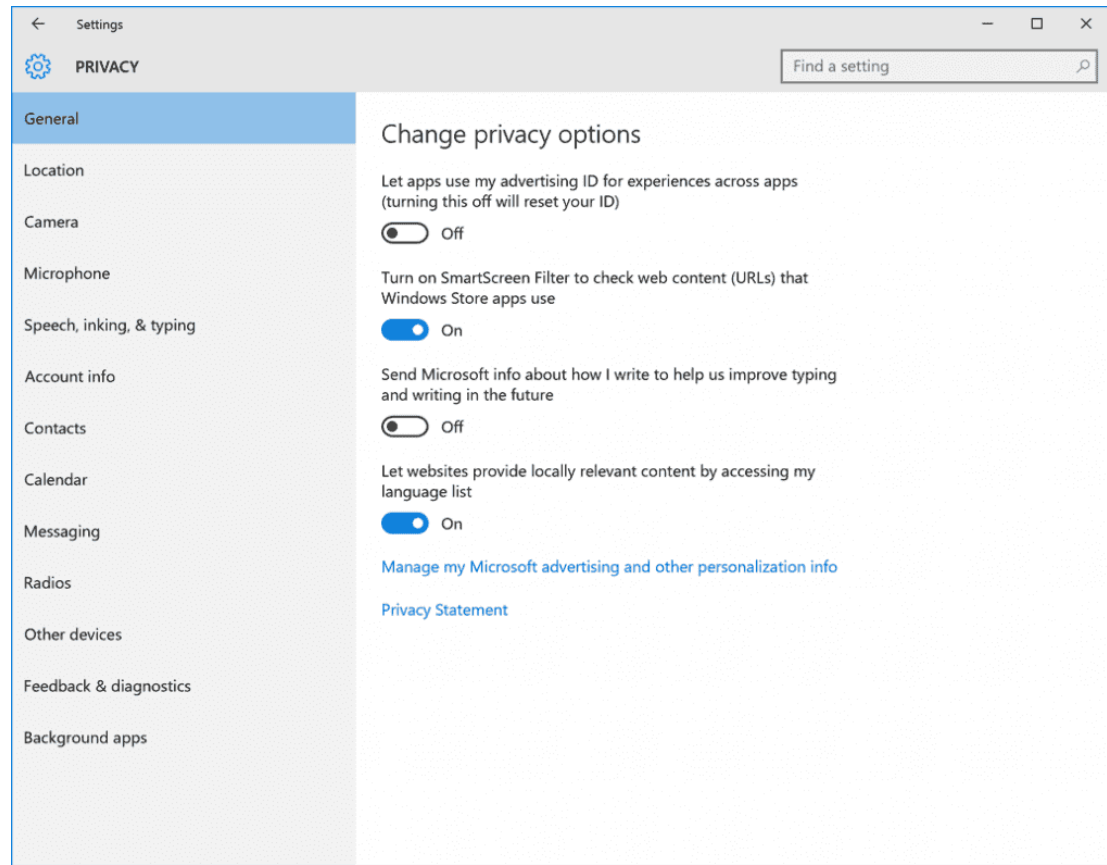 Settings
PRIVACY
Find a setting
General
Location
Camera
Microphone
Speech, inking, & typing
Account info
Contacts
Calendar
Messaging
Radios
Other devices
Feedback & diagnostics
Background apps
Change privacy options
Let apps use my advertising ID for experiences across apps
(turning this off will reset your ID)
Off
Turn on SmartScreen Filter to check web content (URLs) that
Windows Store apps use
On
Send Microsoft info about how I write to help us improve typing
and writing in the future
Off
Let websites provide locally relevant content by accessing my
language list
On
Manage my Microsoft advertising and other personalization info
Privacy Statement